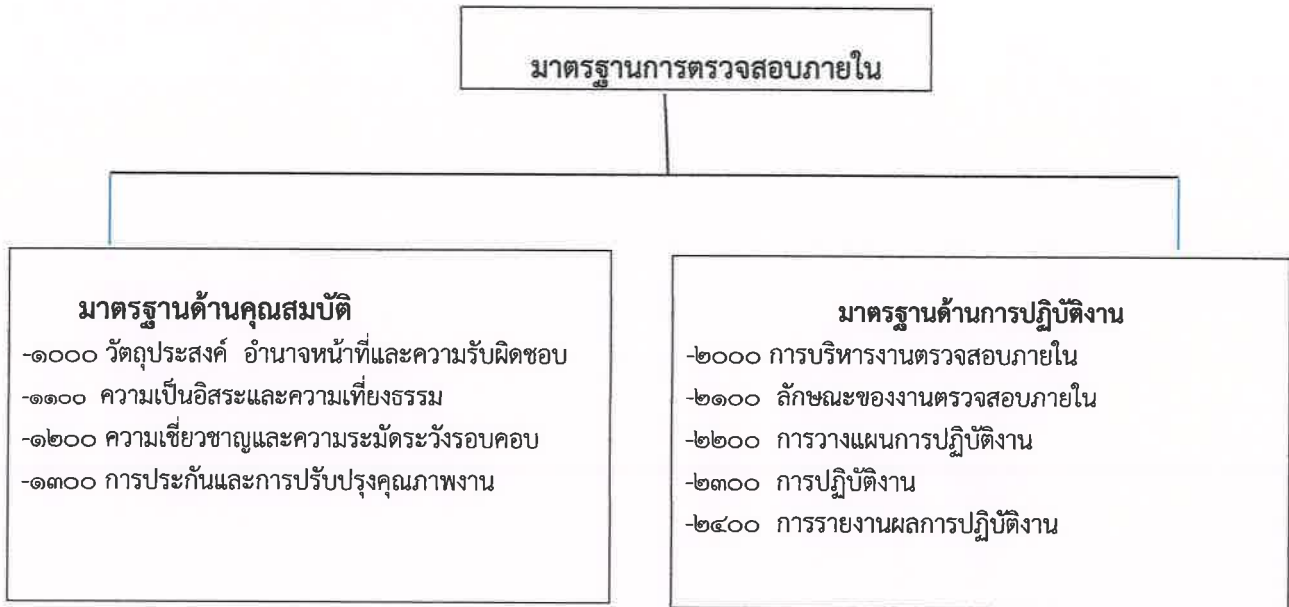 มาตรฐานการตรวจสอบภายใน
มาตรฐานด้านคุณสมบัติ
-๑๐๐๐ วัตถุประสงค์ อำนาจหน้าที่และความรับผิดชอบ
-๑๑๐๐ ความเป็นอิสระและความเที่ยงธรรม
-๑๒๐๐ ความเชี่ยวชาญและความระมัดระวังรอบคอบ
-๑๓๐๐ การประกันและการปรับปรุงคุณภาพงาน
มาตรฐานด้านการปฏิบัติงาน
-๒๐๐๐ การบริหารงานตรวจสอบภายใน
-๒๑๐๐ ลักษณะของงานตรวจสอบภายใน
-๒๒๐๐ การวางแผนการปฏิบัติงาน
-๒๓๐๐ การปฏิบัติงาน
-๒๔๐๐ การรายงานผลการปฏิบัติงาน